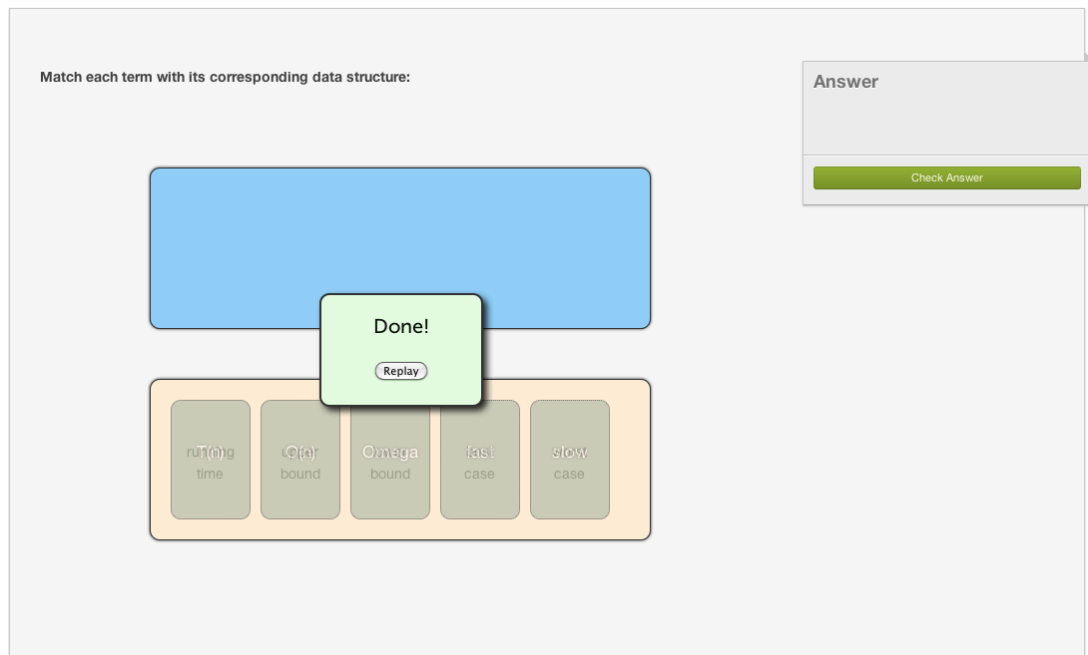 Match each term with its corresponding data structure:
Answer
Check Answer
Done!
Replay
T(n)
Omega
time
bound
bound
case
case